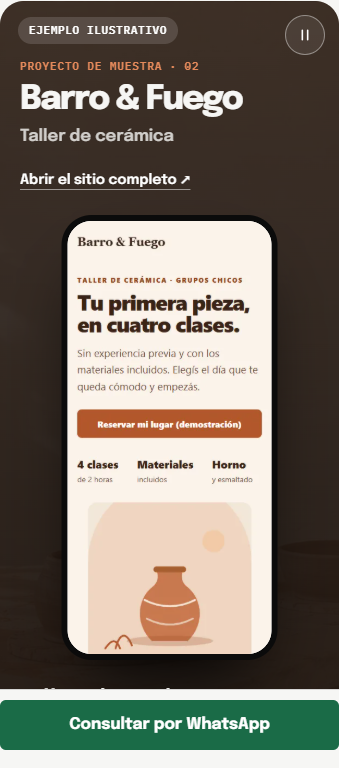 EJEMPLO ILUSTRATIVO
PROYECTO DE MUESTRA · 02
Barro & Fuego
Taller de cerámica
Abrir el sitio completo ↗
Barro & Fuego
TALLER DE CERÁMICA · GRUPOS CHICOS
Tu primera pieza,
en cuatro clases.
Sin experiencia previa y con los
materiales incluidos. Elegís el día que te
queda cómodo y empezás.
Reservar mi lugar (demostración)
4 clases Materiales Horno
de 2 horas incluidos y esmaltado
Consultar por WhatsApp